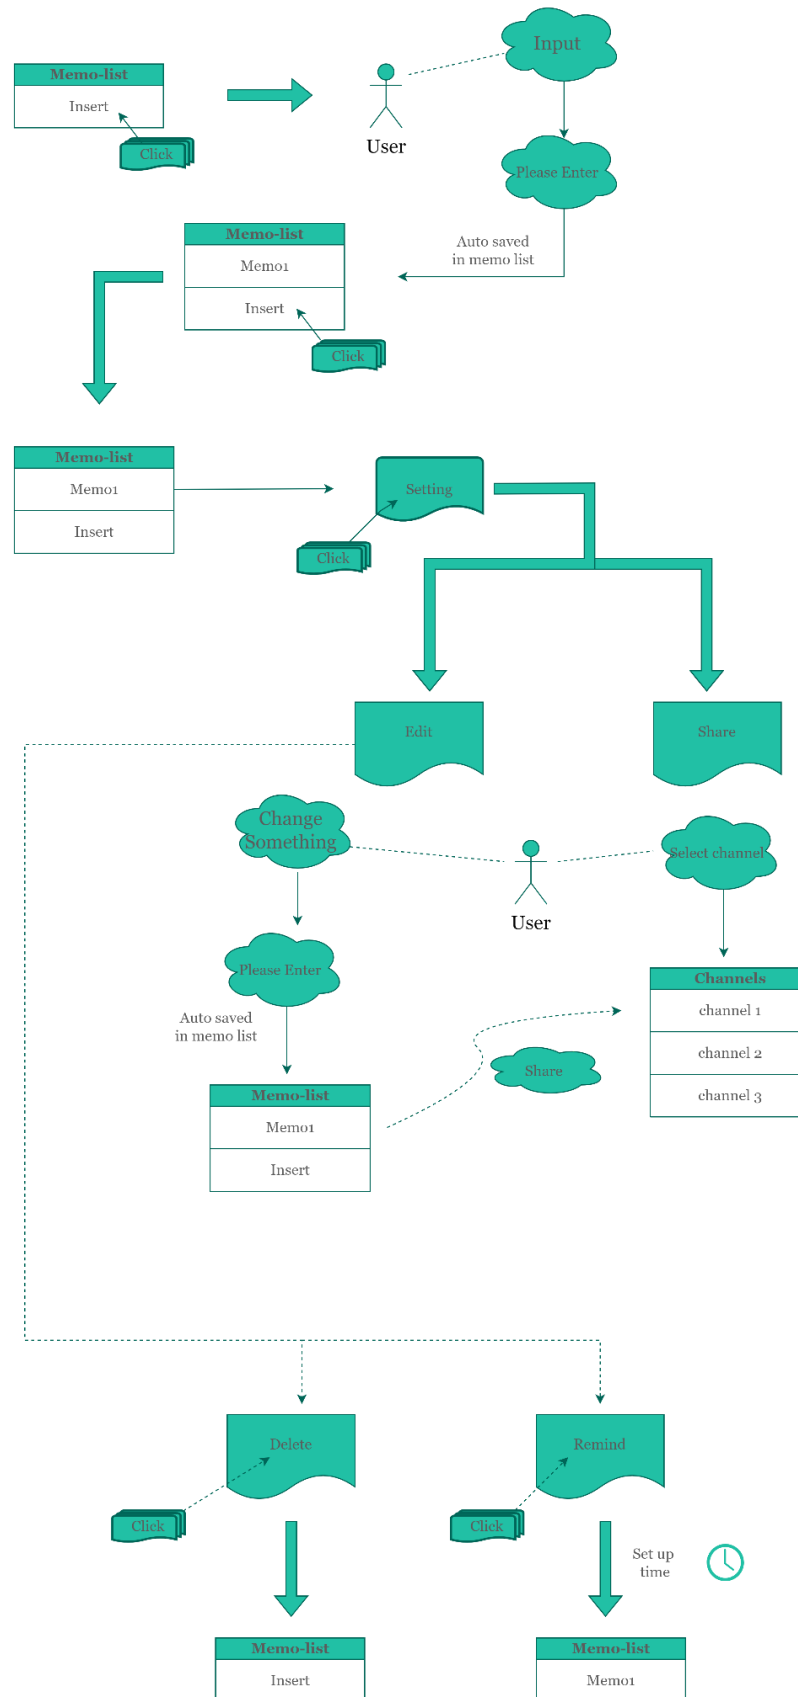 Input
Memo-list
Insert
Click
User
Please Enter
Auto saved
in memo list
Memo-list
Memo1
Insert
Click
Memo-list
Memo1
Insert
Setting
Click
Edit
Share
Change
Something
Select channel
User
Please Enter
Auto saved
in memo list
Channels
channel 1
channel 2
channel 3
Share
Memo-list
Memo1
Insert
Delete
Remind
Click
Click
Set up
time
Memo-list
Insert
Memo-list
Memo1